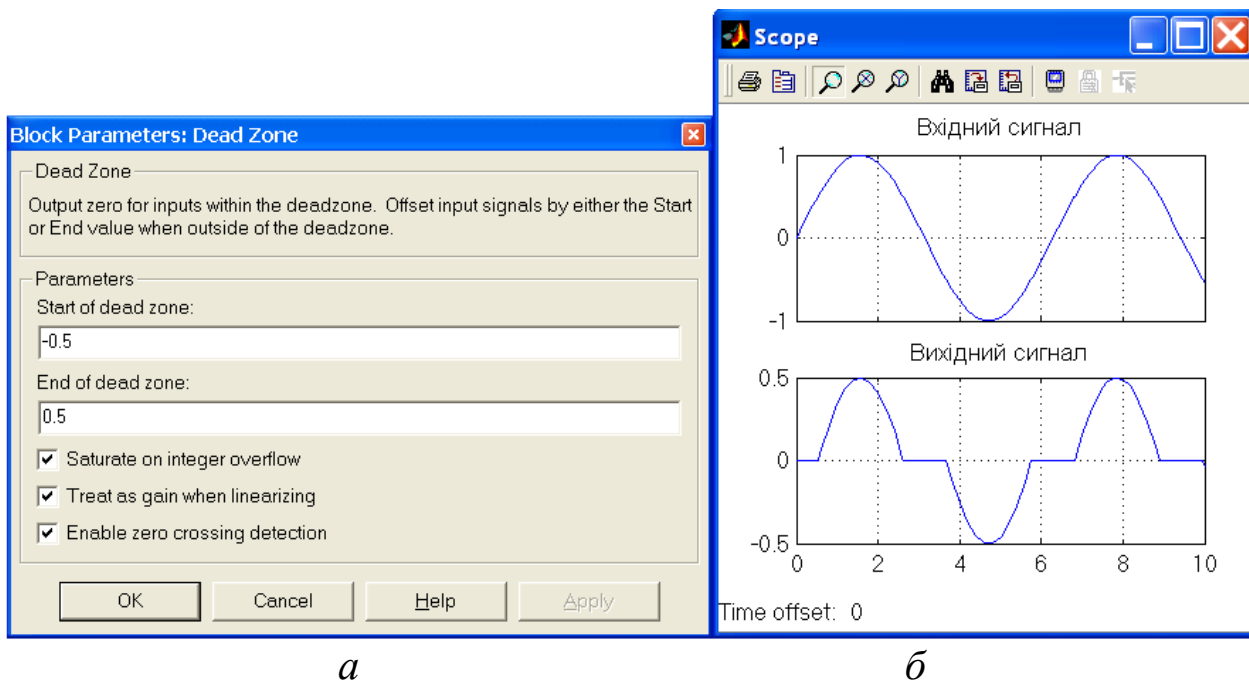 Block Parameters: Dead Zone
Dead Zone
Output zero for inputs within the deadzone. Offset input signals by either the Start
or End value when outside of the deadzone.
Parameters
Start of dead zone:
-0.5
End of dead zone:
0.5
Saturate on integer overflow
Treat as gain when linearizing
Enable zero crossing detection
OK Cancel Help Apply
а
Scope
Вхідний сигнал
1
0
-1
Вихідний сигнал
0.5
0
-0.5
0 2 4 6 8 10
Time offset: 0
б